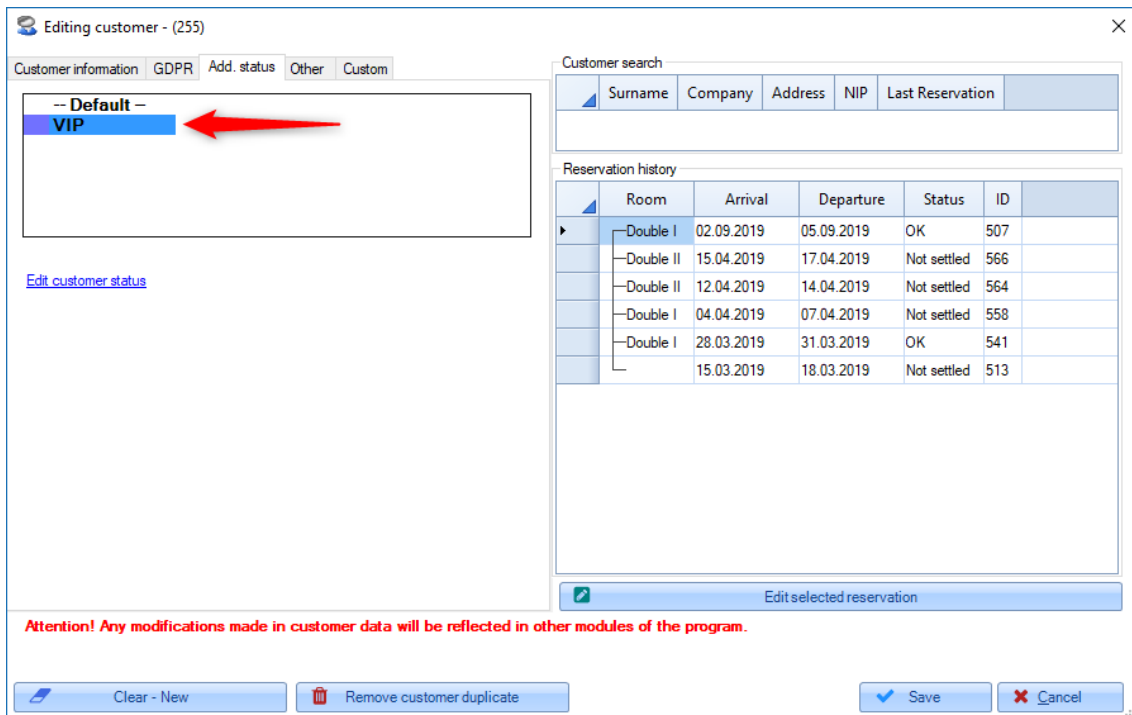 Editing customer - (255)
Customer information GDPR Add. status Other Custom
-- Default --
VIP
Edit customer status
Customer search
Surname Company Address NIP Last Reservation
Reservation history
Room Arrival Departure Status ID
Double I 02.09.2019 05.09.2019 OK 507
Double II 15.04.2019 17.04.2019 Not settled 566
Double II 12.04.2019 14.04.2019 Not settled 564
Double I 04.04.2019 07.04.2019 Not settled 558
Double I 28.03.2019 31.03.2019 OK 541
15.03.2019 18.03.2019 Not settled 513
Edit selected reservation
Attention! Any modifications made in customer data will be reflected in other modules of the program.
Clear - New Remove customer duplicate Save Cancel